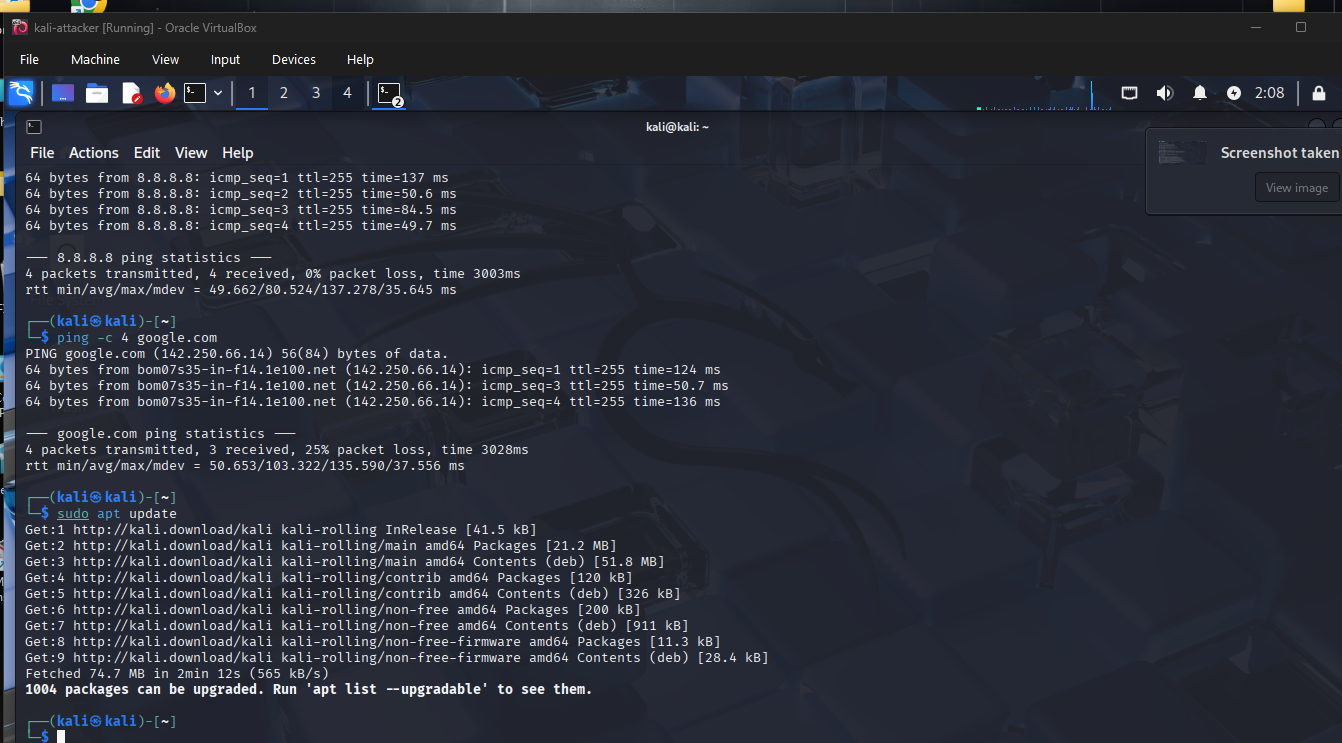 kali-attacker [Running] - Oracle VirtualBox
File Machine View Input Devices Help
1 2 3 4 2 2:08
kali@kali: ~
File Actions Edit View Help
Screenshot taken
View image
64 bytes from 8.8.8.8: icmp_seq=1 ttl=255 time=137 ms
64 bytes from 8.8.8.8: icmp_seq=2 ttl=255 time=50.6 ms
64 bytes from 8.8.8.8: icmp_seq=3 ttl=255 time=84.5 ms
64 bytes from 8.8.8.8: icmp_seq=4 ttl=255 time=49.7 ms
--- 8.8.8.8 ping statistics ---
4 packets transmitted, 4 received, 0% packet loss, time 3003ms
rtt min/avg/max/mdev = 49.662/80.524/137.278/35.645 ms
┌──(kali㉿kali)-[~]
└─$ ping -c 4 google.com
PING google.com (142.250.66.14) 56(84) bytes of data.
64 bytes from bom07s35-in-f14.1e100.net (142.250.66.14): icmp_seq=1 ttl=255 time=124 ms
64 bytes from bom07s35-in-f14.1e100.net (142.250.66.14): icmp_seq=3 ttl=255 time=50.7 ms
64 bytes from bom07s35-in-f14.1e100.net (142.250.66.14): icmp_seq=4 ttl=255 time=136 ms
--- google.com ping statistics ---
4 packets transmitted, 3 received, 25% packet loss, time 3028ms
rtt min/avg/max/mdev = 50.653/103.322/135.590/37.556 ms
┌──(kali㉿kali)-[~]
└─$ sudo apt update
Get:1 http://kali.download/kali kali-rolling InRelease [41.5 kB]
Get:2 http://kali.download/kali kali-rolling/main amd64 Packages [21.2 MB]
Get:3 http://kali.download/kali kali-rolling/main amd64 Contents (deb) [51.8 MB]
Get:4 http://kali.download/kali kali-rolling/contrib amd64 Packages [120 kB]
Get:5 http://kali.download/kali kali-rolling/contrib amd64 Contents (deb) [326 kB]
Get:6 http://kali.download/kali kali-rolling/non-free amd64 Packages [200 kB]
Get:7 http://kali.download/kali kali-rolling/non-free amd64 Contents (deb) [911 kB]
Get:8 http://kali.download/kali kali-rolling/non-free-firmware amd64 Packages [11.3 kB]
Get:9 http://kali.download/kali kali-rolling/non-free-firmware amd64 Contents (deb) [28.4 kB]
Fetched 74.7 MB in 2min 12s (565 kB/s)
1004 packages can be upgraded. Run 'apt list --upgradable' to see them.
┌──(kali㉿kali)-[~]
└─$